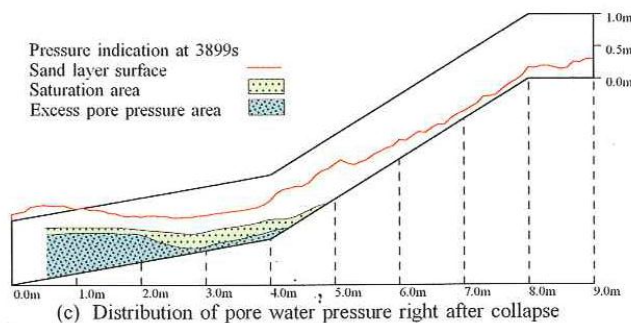 1.0m
Pressure indication at 3899s
0.5m
Sand layer surface
0.0m
Saturation area
Excess pore pressure area
0.0m 1.0m 2.0m 3.0m 4.0m 5.0m 6.0m 7.0m 8.0m 9.0m
(c) Distribution of pore water pressure right after collapse